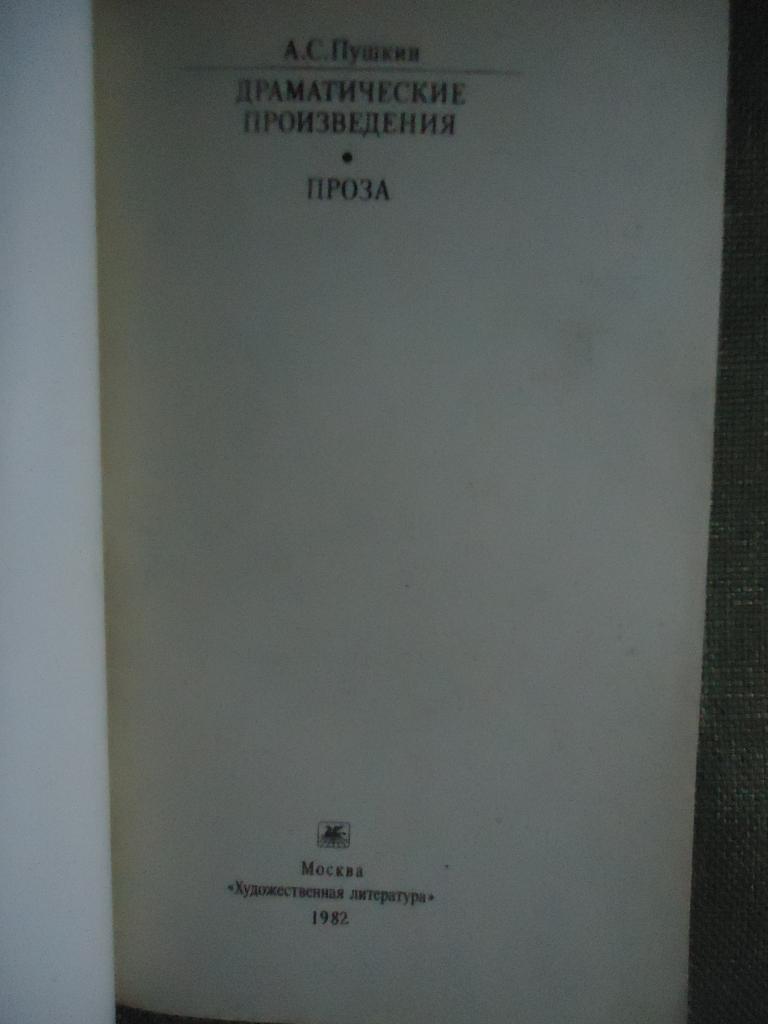 А.С.Пушкин
ДРАМАТИЧЕСКИЕ
ПРОИЗВЕДЕНИЯ
•
ПРОЗА
Москва
«Художественная литература»
1982